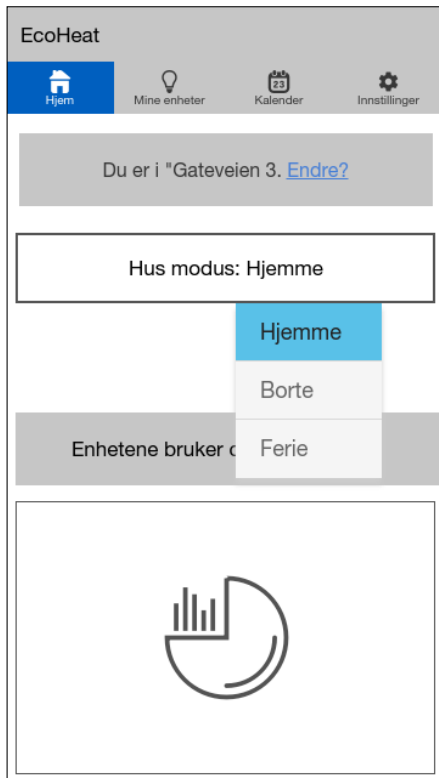 EcoHeat
Hjem
Mine enheter
23
Kalender
Innstillinger
Du er i "Gateveien 3. Endre?
Hus modus: Hjemme
Hjemme
Borte
Enhetene bruker
Ferie